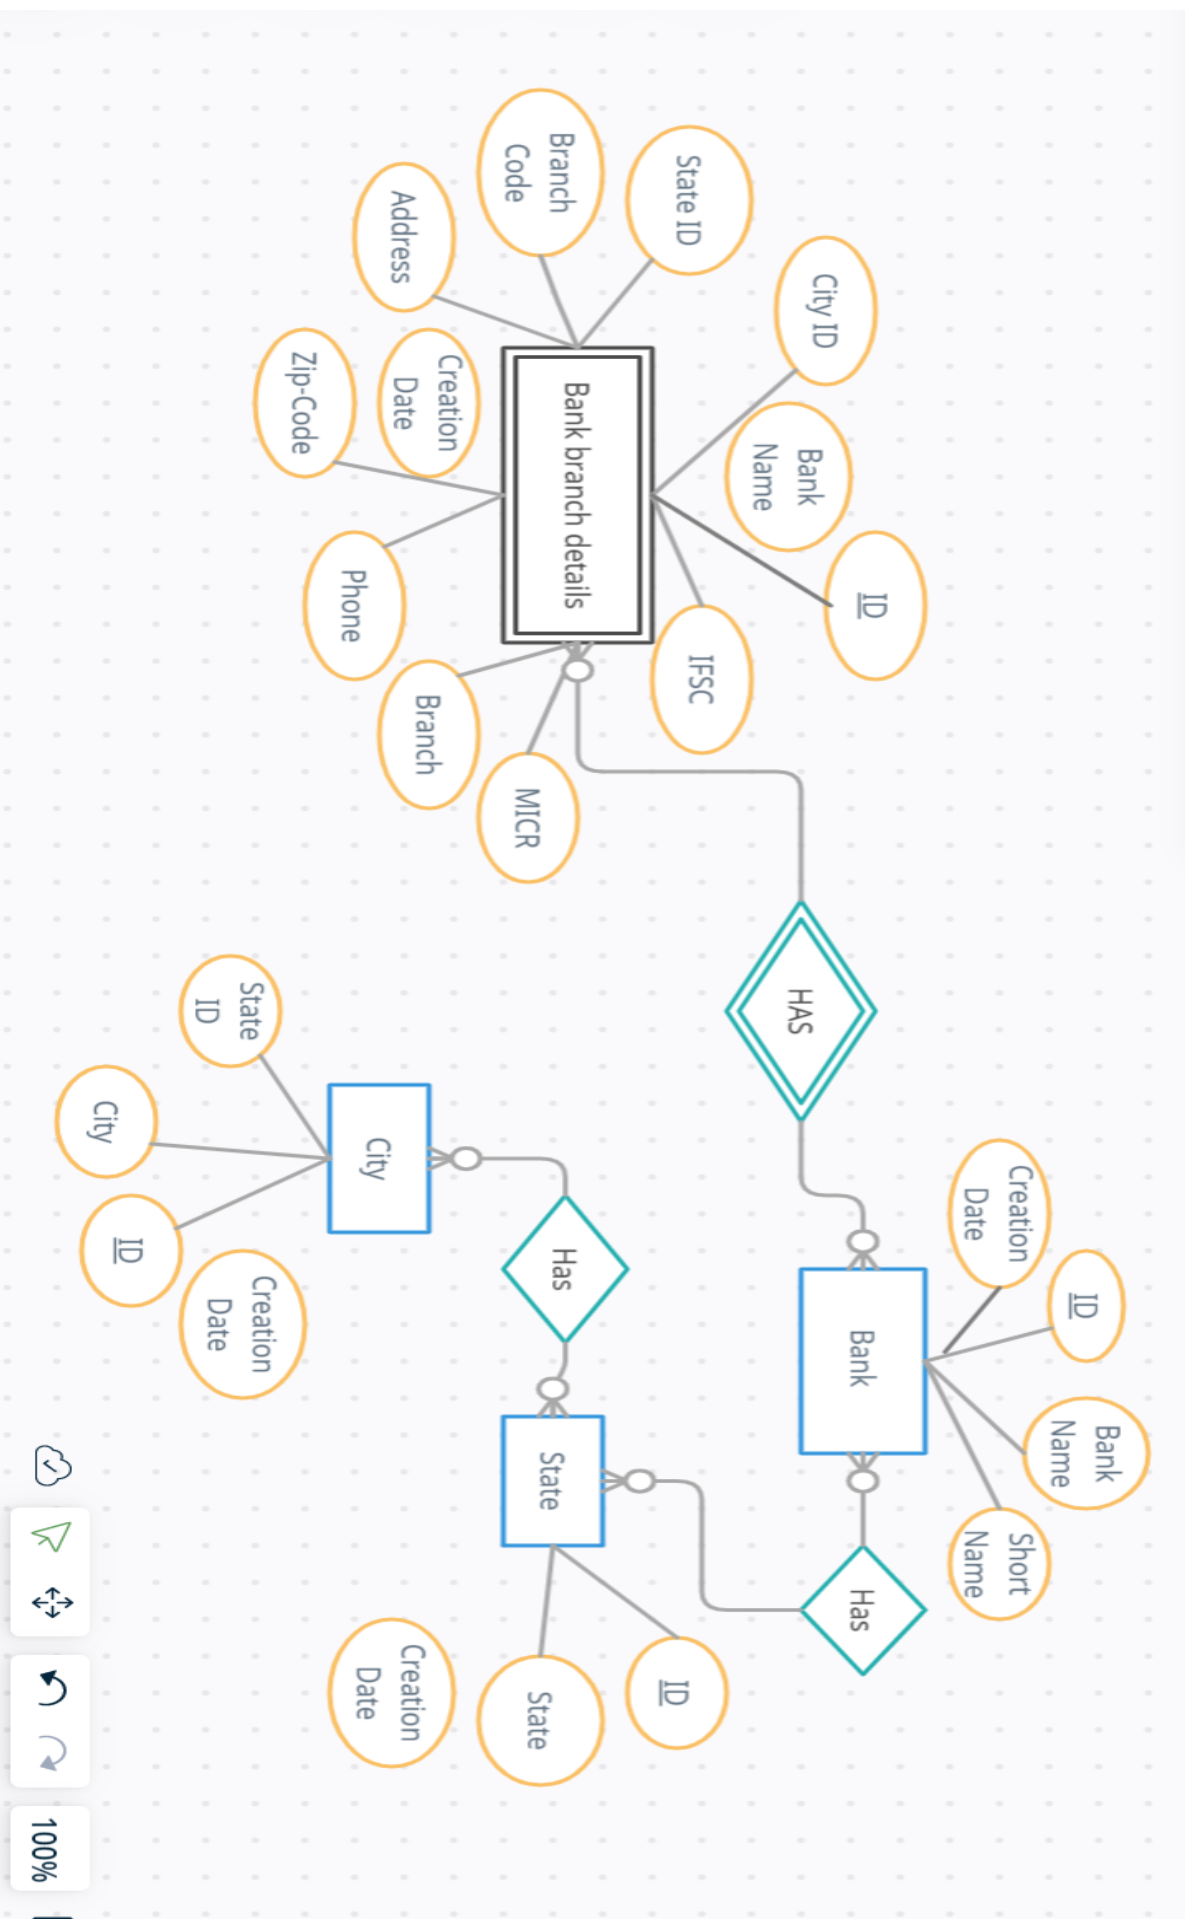 ID
Bank
Name
Short
Name
Creation
Date
Bank
Has
ID
City ID
Bank
Name
HAS
State ID
IFSC
ID
Branch
Code
Bank branch details
MICR
Has
State
State
Address
Creation
Date
Branch
City
Creation
Date
Zip-Code
Phone
State
ID
Creation
Date
City
ID
100%